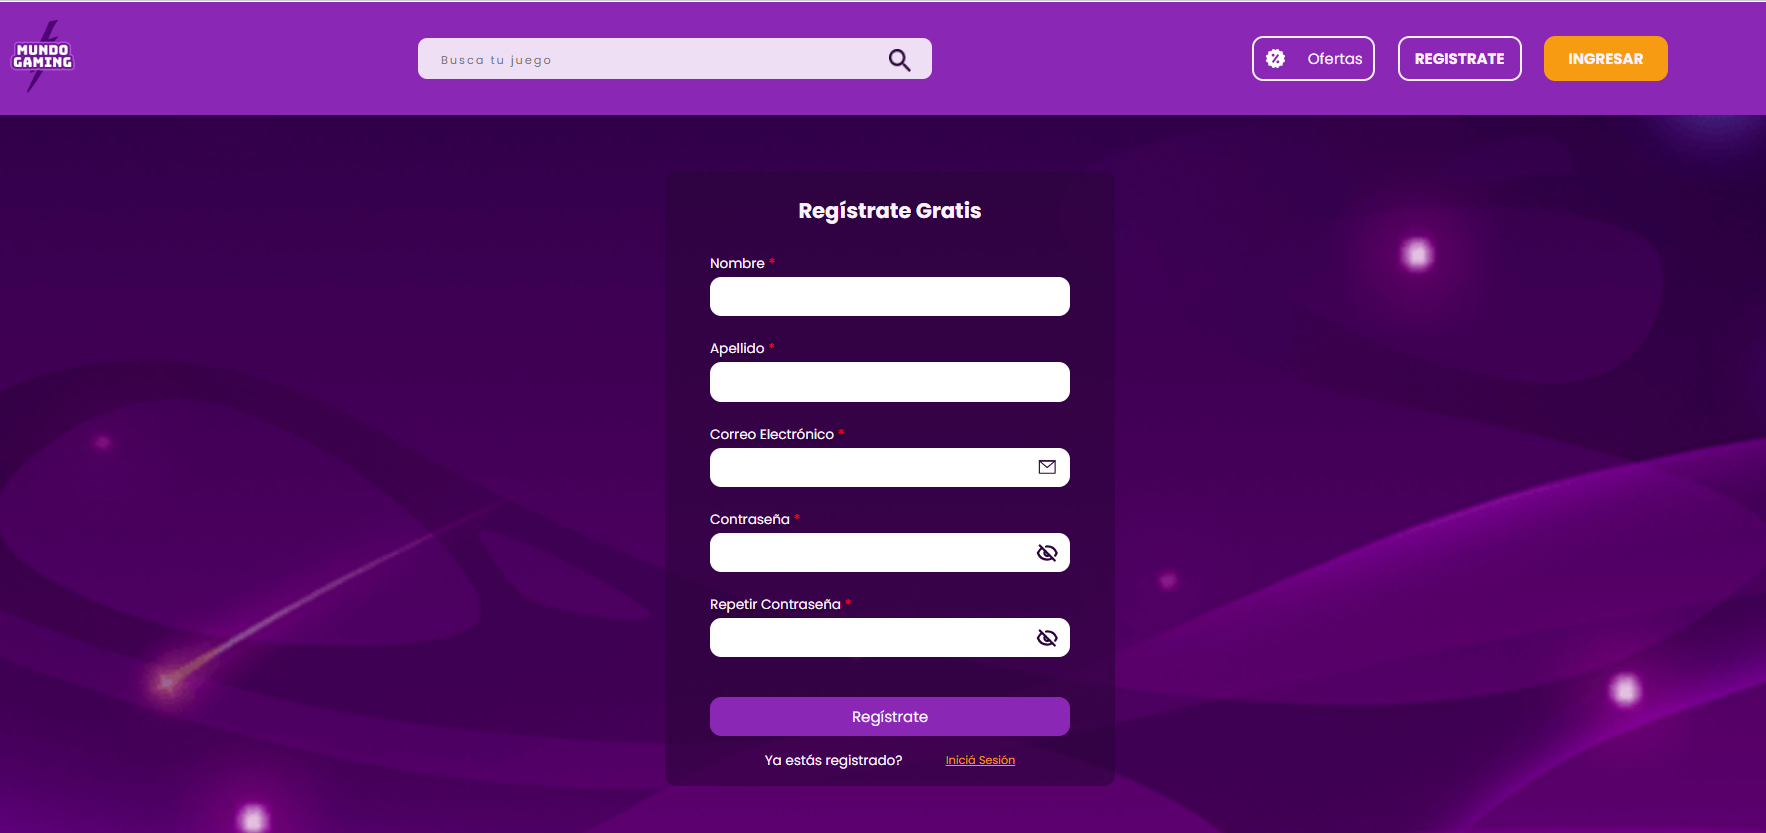 MUNDO
GAMING
Busca tu juego
Ofertas
REGISTRATE
INGRESAR
Regístrate Gratis
Nombre *
Apellido *
Correo Electrónico *
Contraseña *
Repetir Contraseña *
Regístrate
Ya estás registrado? Iniciá Sesión